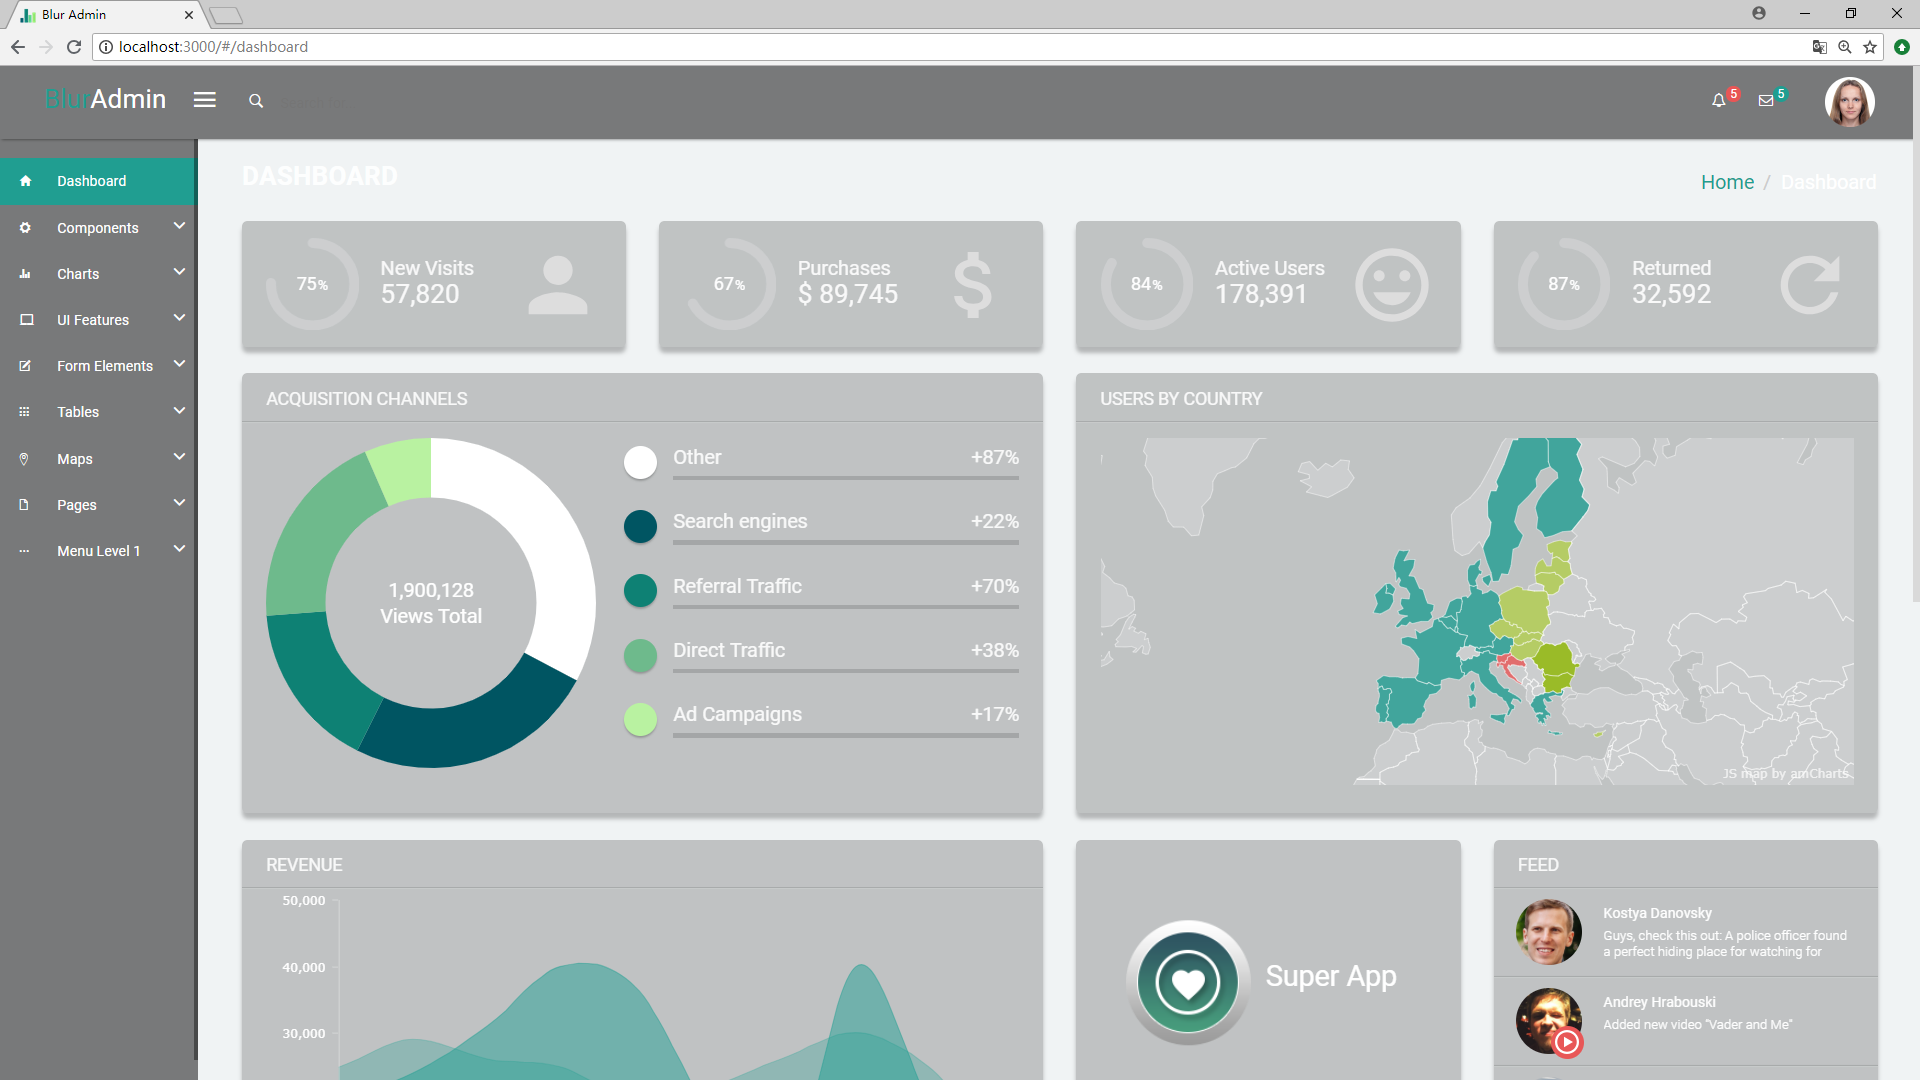 Blur Admin
localhost:3000/#/dashboard
BlurAdmin
5
5
Dashboard
Components
Charts
UI Features
Form Elements
Tables
Maps
Pages
Menu Level 1
DASHBOARD
Home / Dashboard
75%
New Visits
57,820
67%
Purchases
$ 89,745
84%
Active Users
178,391
87%
Returned
32,592
ACQUISITION CHANNELS
1,900,128
Views Total
Other +87%
Search engines +22%
Referral Traffic +70%
Direct Traffic +38%
Ad Campaigns +17%
USERS BY COUNTRY
JS map by amCharts
REVENUE
50,000
40,000
30,000
Super App
FEED
Kostya Danovsky
Guys, check this out: A police officer found
a perfect hiding place for watching for
Andrey Hrabouski
Added new video "Vader and Me"